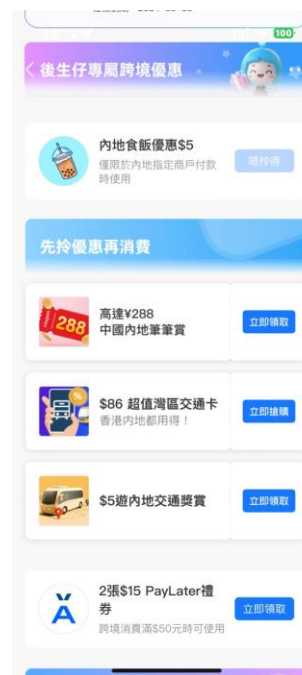 100
後生仔專屬跨境優惠
內地食飯優惠$5
僅限於內地指定商戶付款
時使用
先拎優惠再消費
288
高達¥288
中國內地筆筆賞
立即領取
$86 超值灣區交通卡
香港内地都用得！
立即搶購
$5遊內地交通獎賞
立即領取
2張$15 PayLater禮
券
跨境消費滿$50元時可使用
立即領取